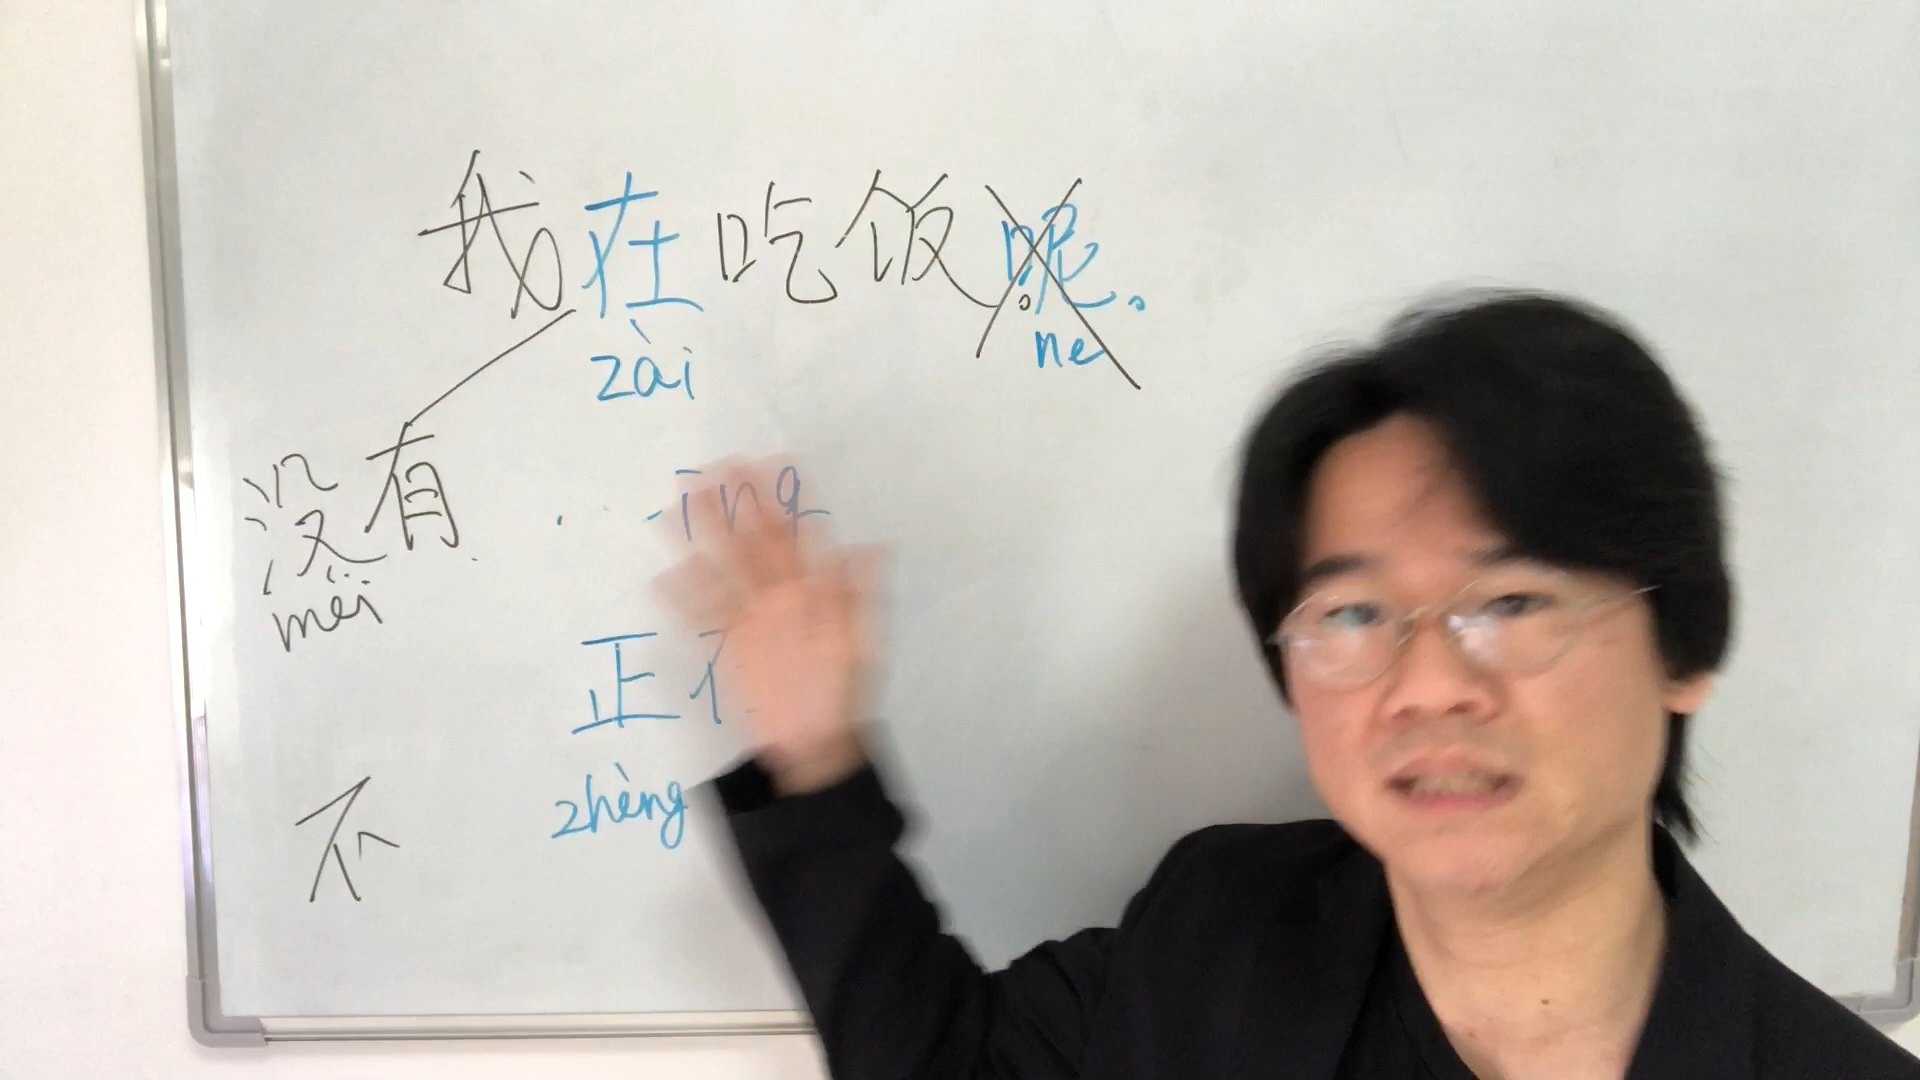 我在吃饭呢。
zài ne
没有 ...ing
méi
正在
zhèng
不